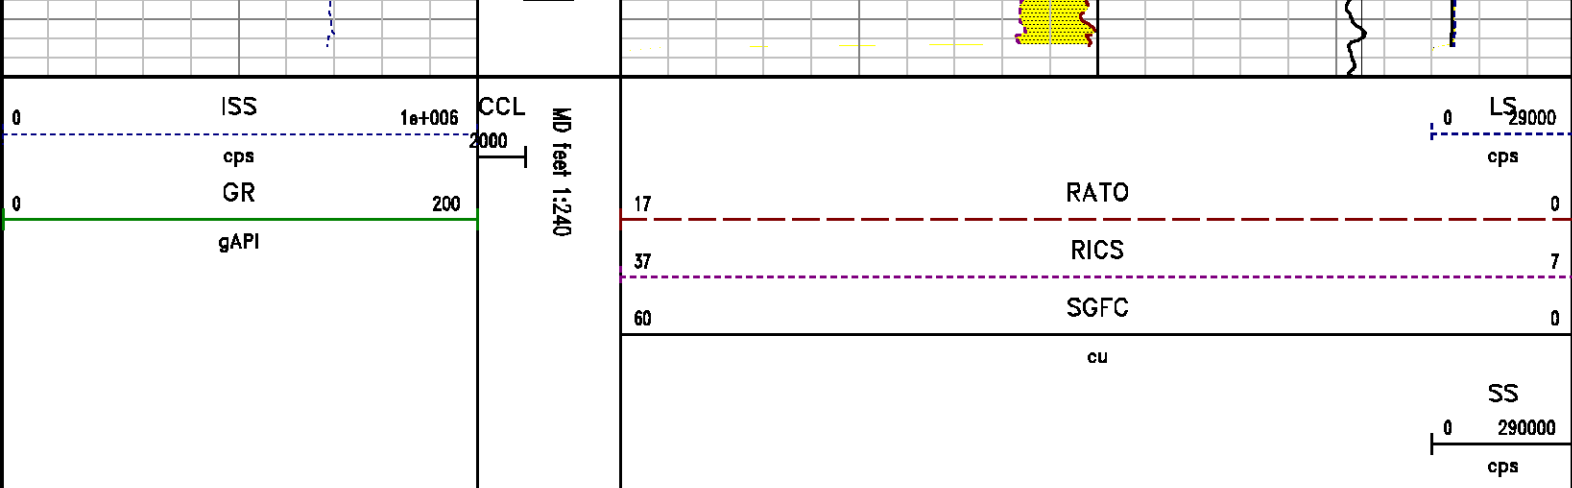 ISS
0 1e+006
cps
GR
0 200
gAPI
CCL
2000
MD feet 1:240
LS
0 29000
cps
RATO
17 0
RICS
37 7
SGFC
60 0
cu
SS
0 290000
cps